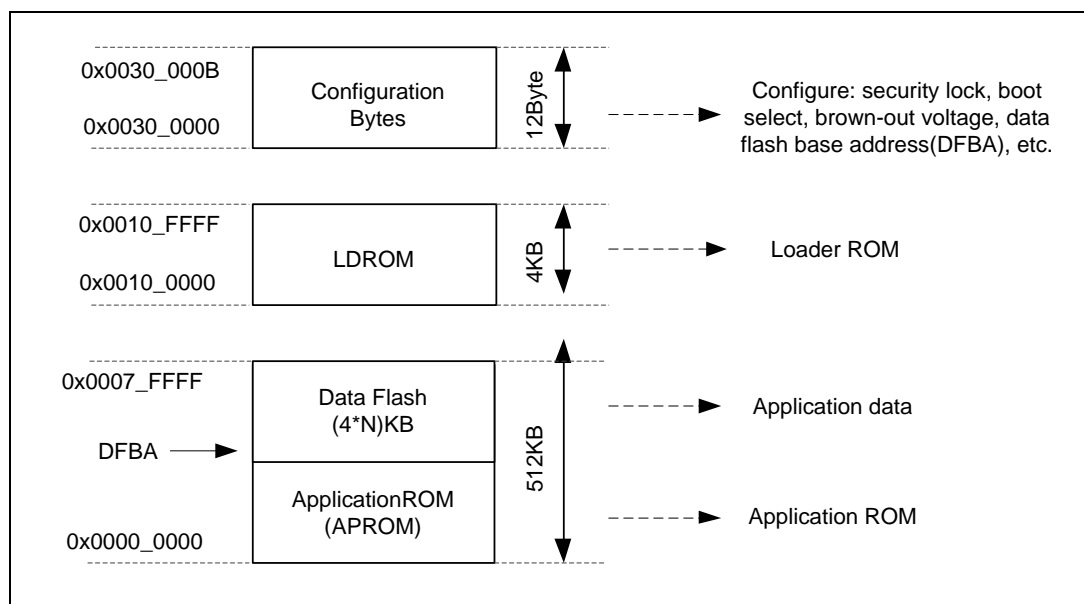 0x0030_000B
0x0030_0000
Configuration
Bytes
12Byte
Configure: security lock, boot
select, brown-out voltage, data
flash base address(DFBA), etc.
0x0010_FFFF
0x0010_0000
LDROM
4KB
Loader ROM
0x0007_FFFF
DFBA
0x0000_0000
Data Flash
(4*N)KB
ApplicationROM
(APROM)
512KB
Application data
Application ROM